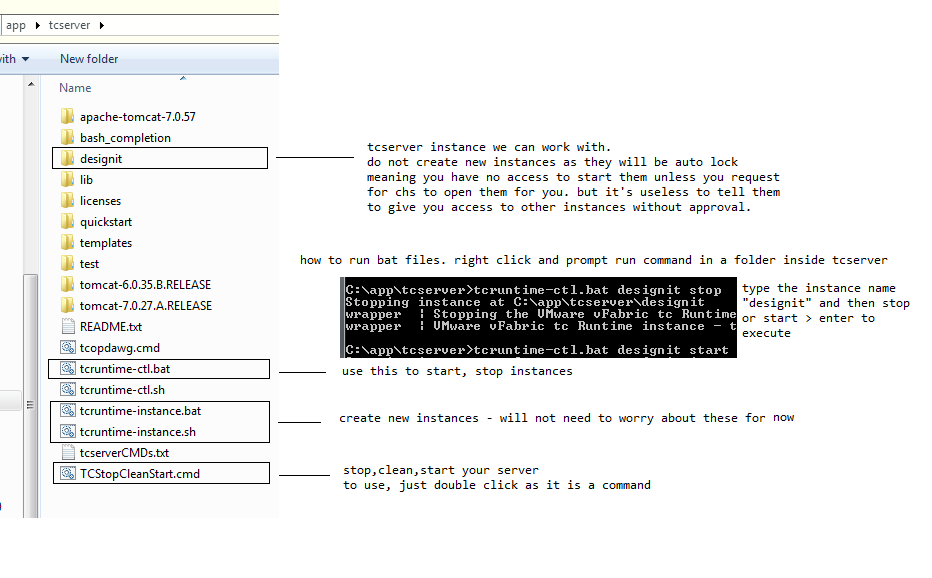 app tcserver
with New folder
Name
apache-tomcat-7.0.57
bash_completion
designit
lib
licenses
quickstart
templates
test
tomcat-6.0.35.B.RELEASE
tomcat-7.0.27.A.RELEASE
README.txt
tcopdawg.cmd
tcruntime-ctl.bat
tcruntime-ctl.sh
tcruntime-instance.bat
tcruntime-instance.sh
tcserverCMDs.txt
TCStopCleanStart.cmd
tcserver instance we can work with.
do not create new instances as they will be auto lock
meaning you have no access to start them unless you request
for chs to open them for you. but it's useless to tell them
to give you access to other instances without approval.
how to run bat files. right click and prompt run command in a folder inside tcserver
C:\app\tcserver>tcruntime-ctl.bat designit stop
Stopping instance at C:\app\tcserver\designit
wrapper | Stopping the VMware vFabric tc Runtime
wrapper | VMware vFabric tc Runtime instance - t
C:\app\tcserver>tcruntime-ctl.bat designit start
type the instance name
"designit" and then stop
or start > enter to
execute
use this to start, stop instances
create new instances - will not need to worry about these for now
stop,clean,start your server
to use, just double click as it is a command